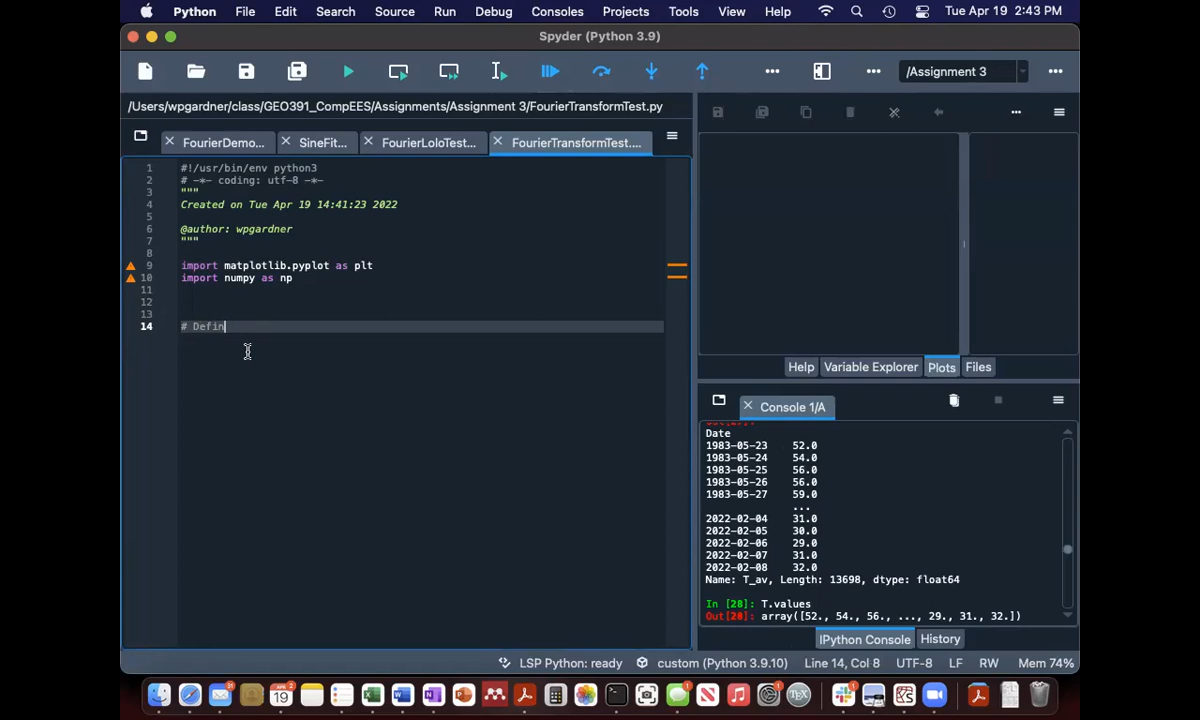 Python File Edit Search Source Run Debug Consoles Projects Tools View Help Tue Apr 19 2:43 PM
Spyder (Python 3.9)
/Assignment 3
/Users/wpgardner/class/GEO391_CompEES/Assignments/Assignment 3/FourierTransformTest.py
FourierDemo... SineFit... FourierLoloTest... FourierTransformTest....
1 #!/usr/bin/env python3
2 # -*- coding: utf-8 -*-
3 """
4 Created on Tue Apr 19 14:41:23 2022
5
6 @author: wpgardner
7 """
8
9 import matplotlib.pyplot as plt
10 import numpy as np
11
12
13
14 # Defin
Help Variable Explorer Plots Files
Console 1/A
Date
1983-05-23 52.0
1983-05-24 54.0
1983-05-25 56.0
1983-05-26 56.0
1983-05-27 59.0
...
2022-02-04 31.0
2022-02-05 30.0
2022-02-06 29.0
2022-02-07 31.0
2022-02-08 32.0
Name: T_av, Length: 13698, dtype: float64
In [28]: T.values
Out[28]: array([52., 54., 56., ..., 29., 31., 32.])
IPython Console History
LSP Python: ready custom (Python 3.9.10) Line 14, Col 8 UTF-8 LF RW Mem 74%